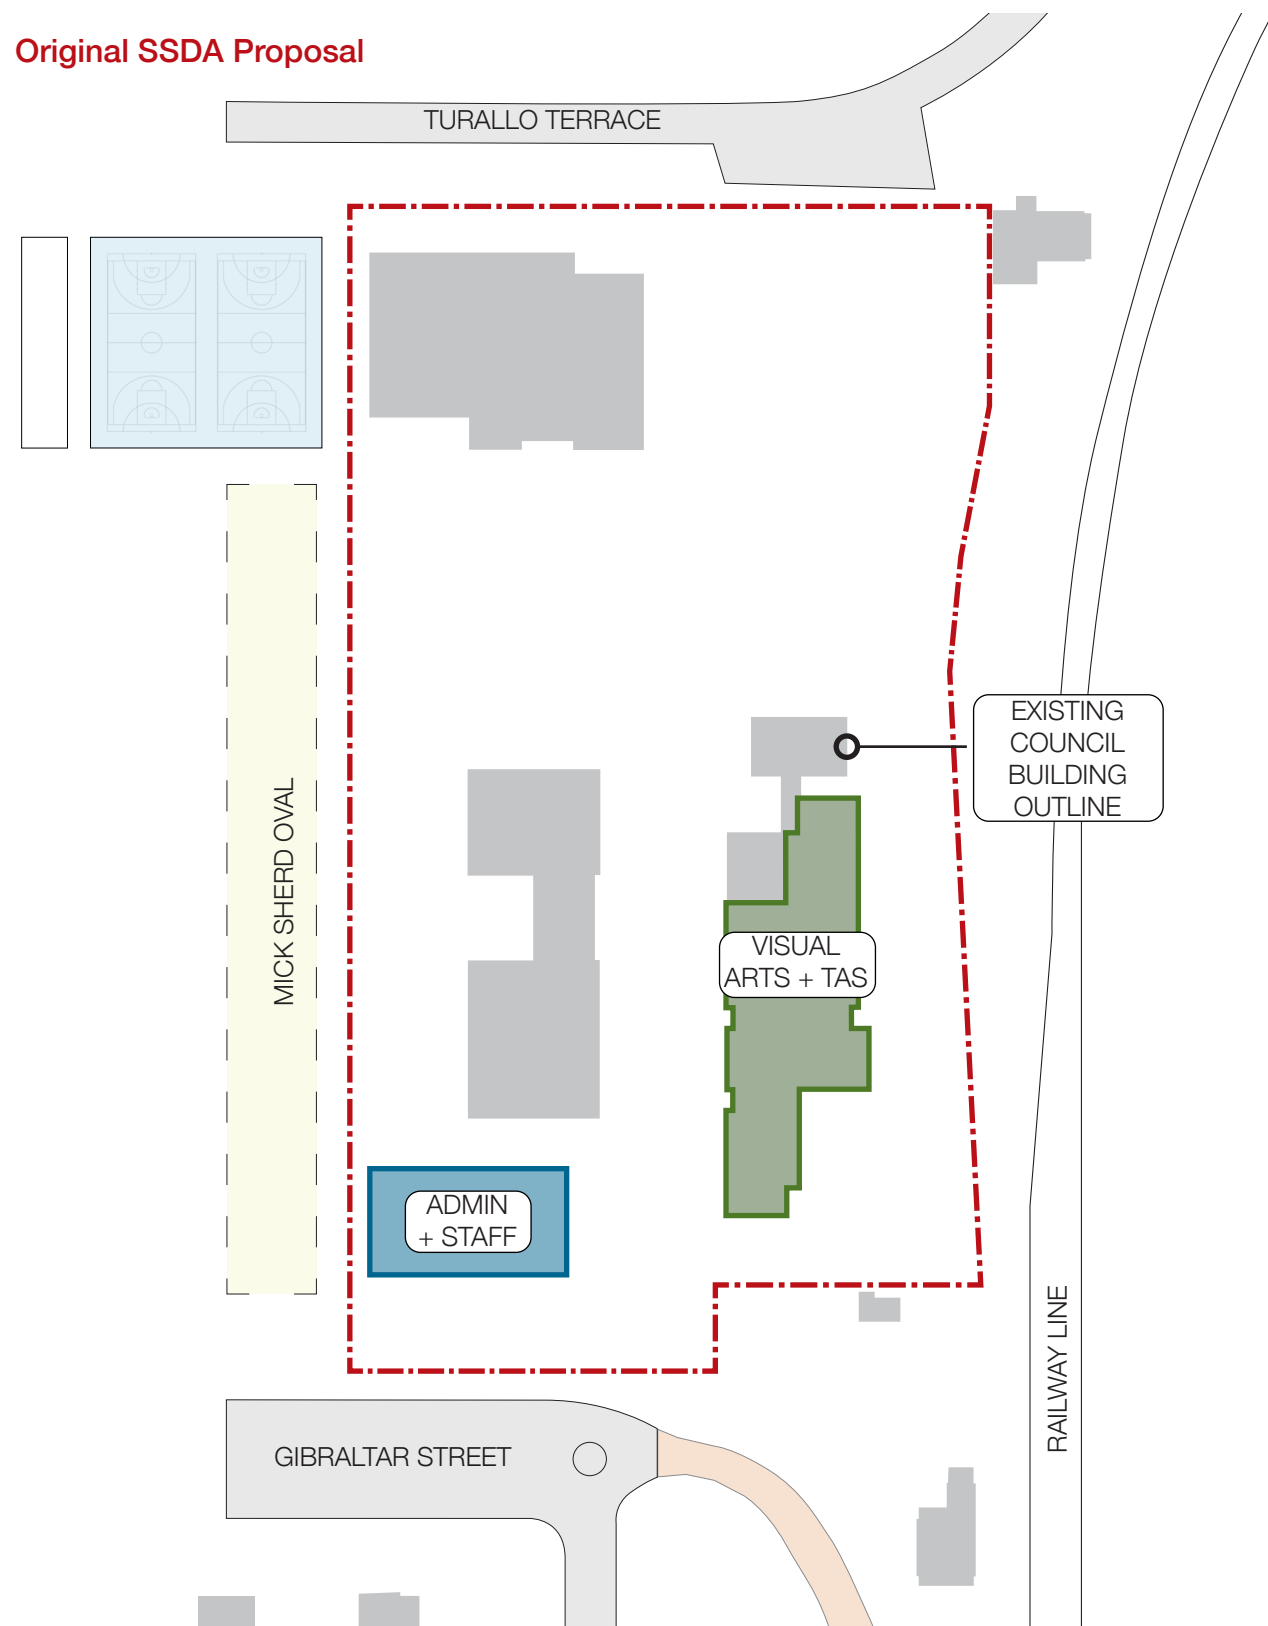 Original SSDA Proposal
TURALLO TERRACE
EXISTING
COUNCIL
BUILDING
OUTLINE
MICK SHERD OVAL
VISUAL
ARTS + TAS
ADMIN
+ STAFF
RAILWAY LINE
GIBRALTAR STREET